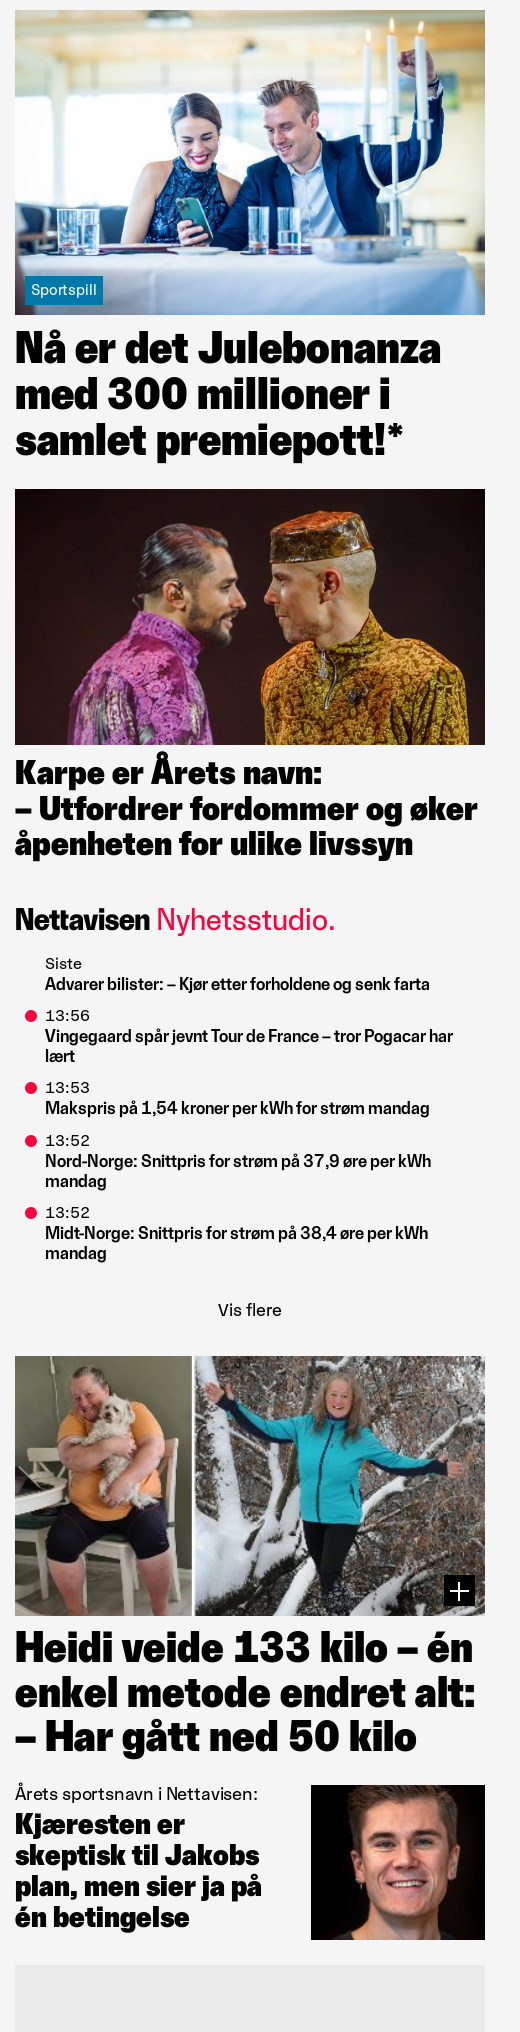 Sportspill
Nå er det Julebonanza
med 300 millioner i
samlet premiepott!*
Karpe er Årets navn:
– Utfordrer fordommer og øker
åpenheten for ulike livssyn
Nettavisen Nyhetsstudio.
Siste
Advarer bilister: – Kjør etter forholdene og senk farta
13:56
Vingegaard spår jevnt Tour de France – tror Pogacar har
lært
13:53
Makspris på 1,54 kroner per kWh for strøm mandag
13:52
Nord-Norge: Snittpris for strøm på 37,9 øre per kWh
mandag
13:52
Midt-Norge: Snittpris for strøm på 38,4 øre per kWh
mandag
Vis flere
Heidi veide 133 kilo – én
enkel metode endret alt:
– Har gått ned 50 kilo
Årets sportsnavn i Nettavisen:
Kjæresten er
skeptisk til Jakobs
plan, men sier ja på
én betingelse